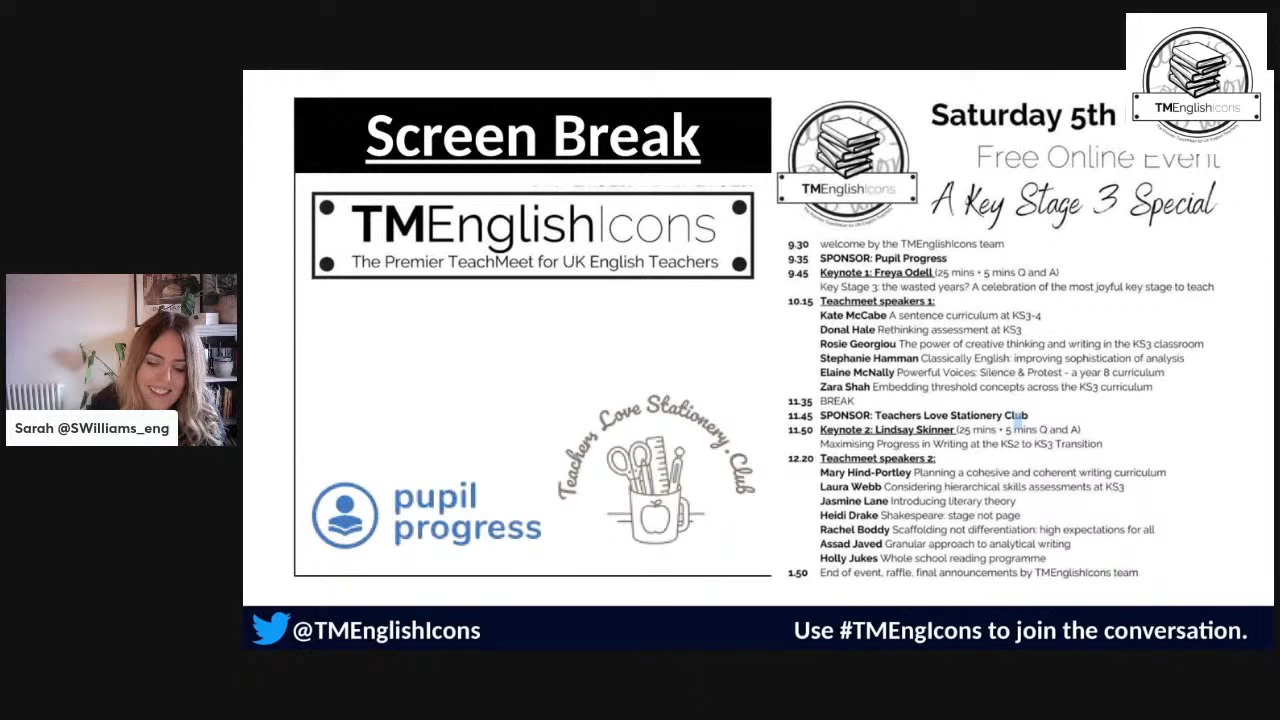 TMEnglishIcons
Screen Break
TMEnglishIcons
The Premier TeachMeet for UK English Teachers
Teachers Love Stationery.Club
pupil
progress
TMEnglishIcons
Saturday 5th
Free Online Event
A Key Stage 3 Special
9.30 welcome by the TMEnglishIcons team
9.35 SPONSOR: Pupil Progress
9.45 Keynote 1: Freya Odell (25 mins + 5 mins Q and A)
Key Stage 3: the wasted years? A celebration of the most joyful key stage to teach
10.15 Teachmeet speakers 1:
Kate McCabe A sentence curriculum at KS3-4
Donal Hale Rethinking assessment at KS3
Rosie Georgiou The power of creative thinking and writing in the KS3 classroom
Stephanie Hamman Classically English: improving sophistication of analysis
Elaine McNally Powerful Voices: Silence & Protest - a year 8 curriculum
Zara Shah Embedding threshold concepts across the KS3 curriculum
11.35 BREAK
11.45 SPONSOR: Teachers Love Stationery Club
11.50 Keynote 2: Lindsay Skinner (25 mins + 5 mins Q and A)
Maximising Progress in Writing at the KS2 to KS3 Transition
12.20 Teachmeet speakers 2:
Mary Hind-Portley Planning a cohesive and coherent writing curriculum
Laura Webb Considering hierarchical skills assessments at KS3
Jasmine Lane Introducing literary theory
Heidi Drake Shakespeare: stage not page
Rachel Boddy Scaffolding not differentiation: high expectations for all
Assad Javed Granular approach to analytical writing
Holly Jukes Whole school reading programme
1.50 End of event, raffle, final announcements by TMEnglishIcons team
Sarah @SWilliams_eng
@TMEnglishIcons
Use #TMEngIcons to join the conversation.